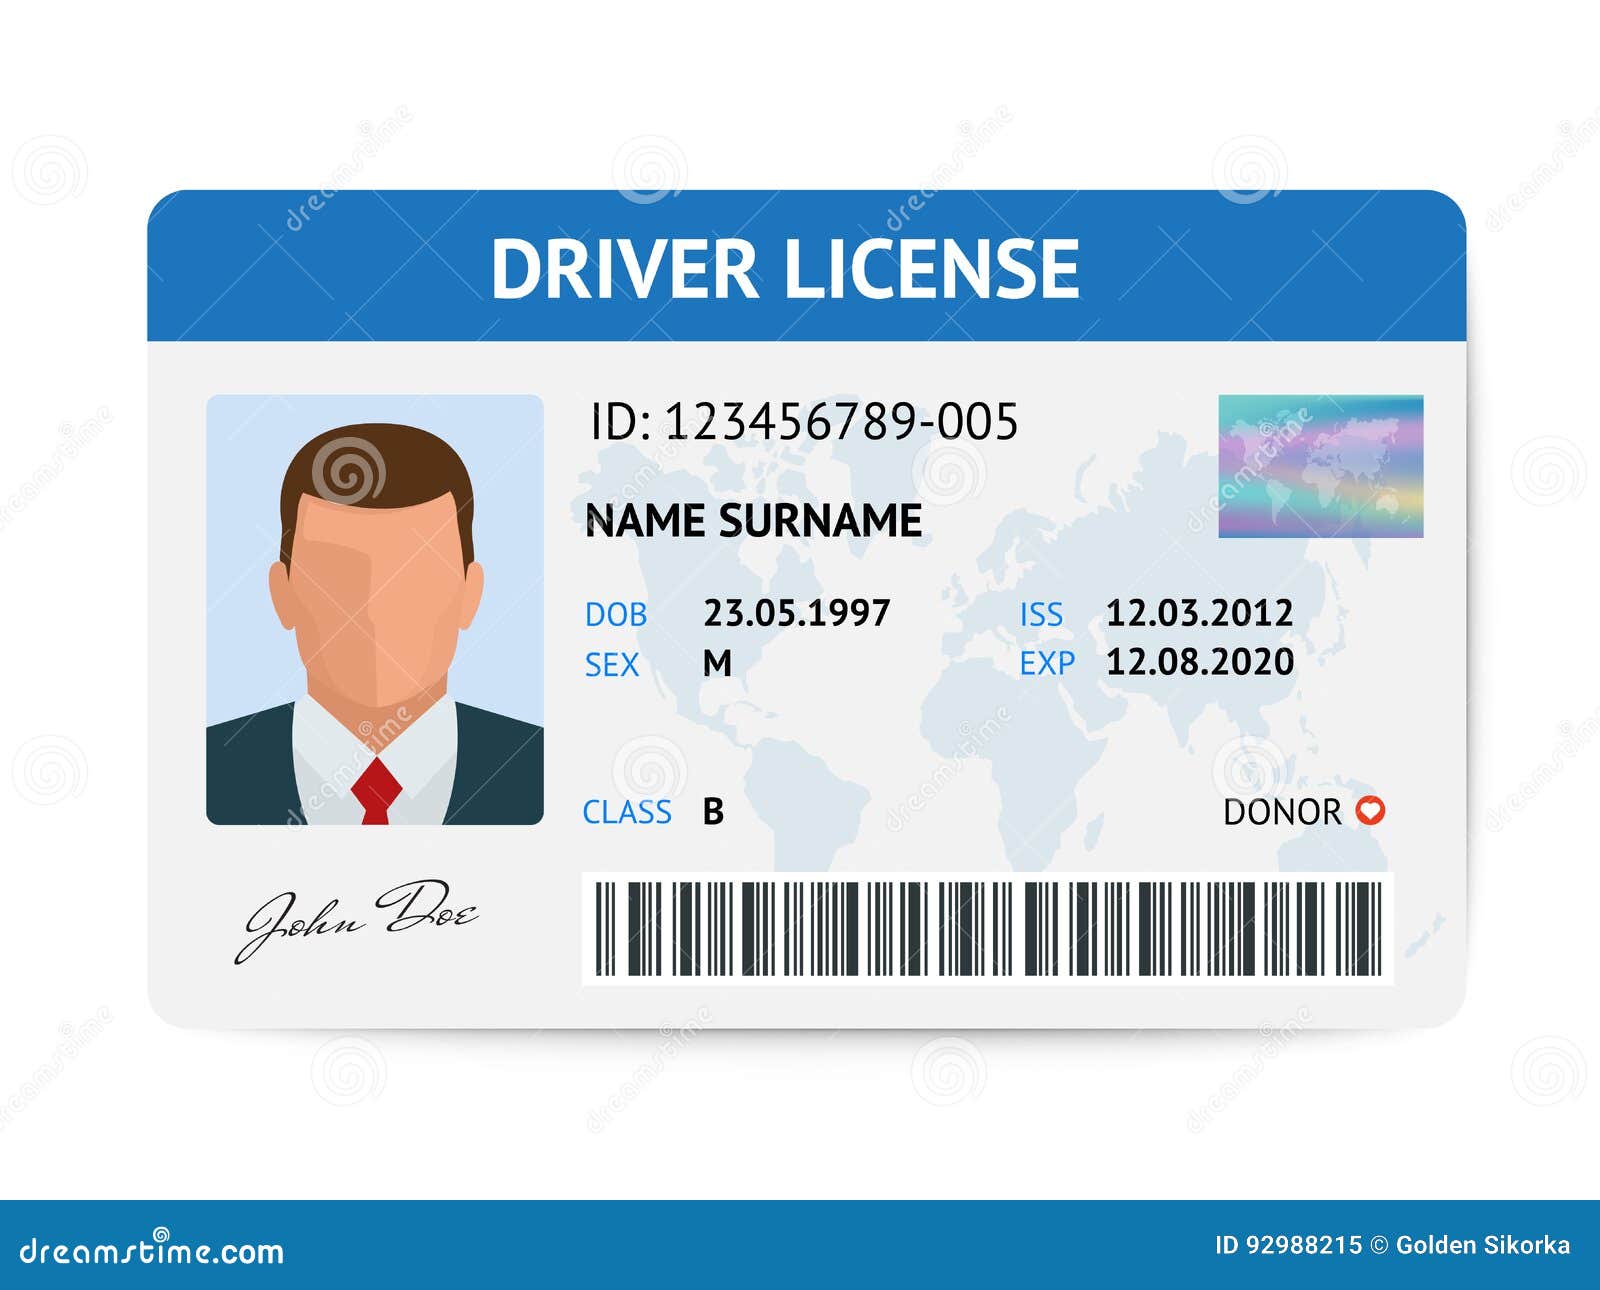 DRIVER LICENSE
ID: 123456789-005
NAME SURNAME
DOB 23.05.1997 ISS 12.03.2012
SEX M EXP 12.08.2020
CLASS B DONOR
John Doe
dreamstime.com
ID 92988215 © Golden Sikorka